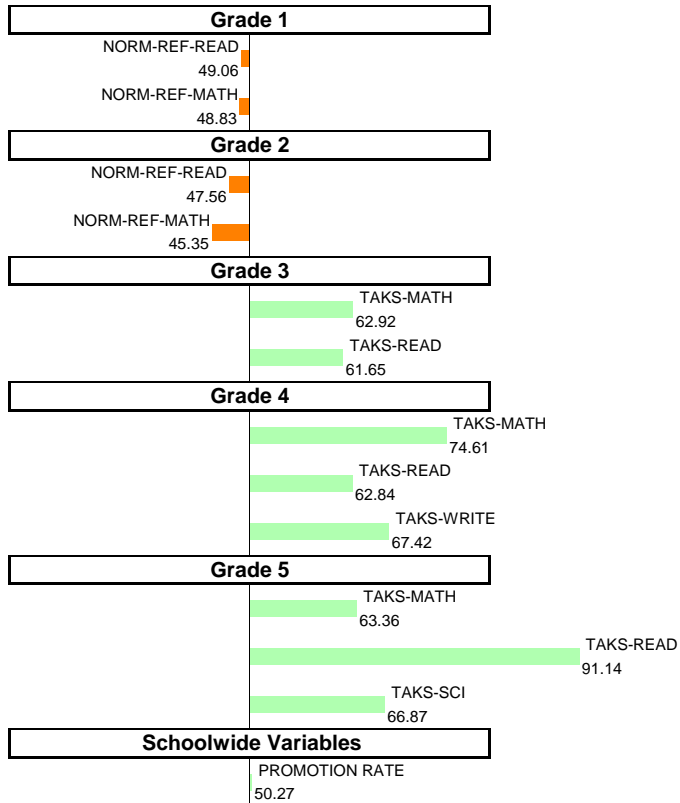 Grade 1
NORM-REF-READ
49.06
NORM-REF-MATH
48.83
Grade 2
NORM-REF-READ
47.56
NORM-REF-MATH
45.35
Grade 3
TAKS-MATH
62.92
TAKS-READ
61.65
Grade 4
TAKS-MATH
74.61
TAKS-READ
62.84
TAKS-WRITE
67.42
Grade 5
TAKS-MATH
63.36
TAKS-READ
91.14
TAKS-SCI
66.87
Schoolwide Variables
PROMOTION RATE
50.27